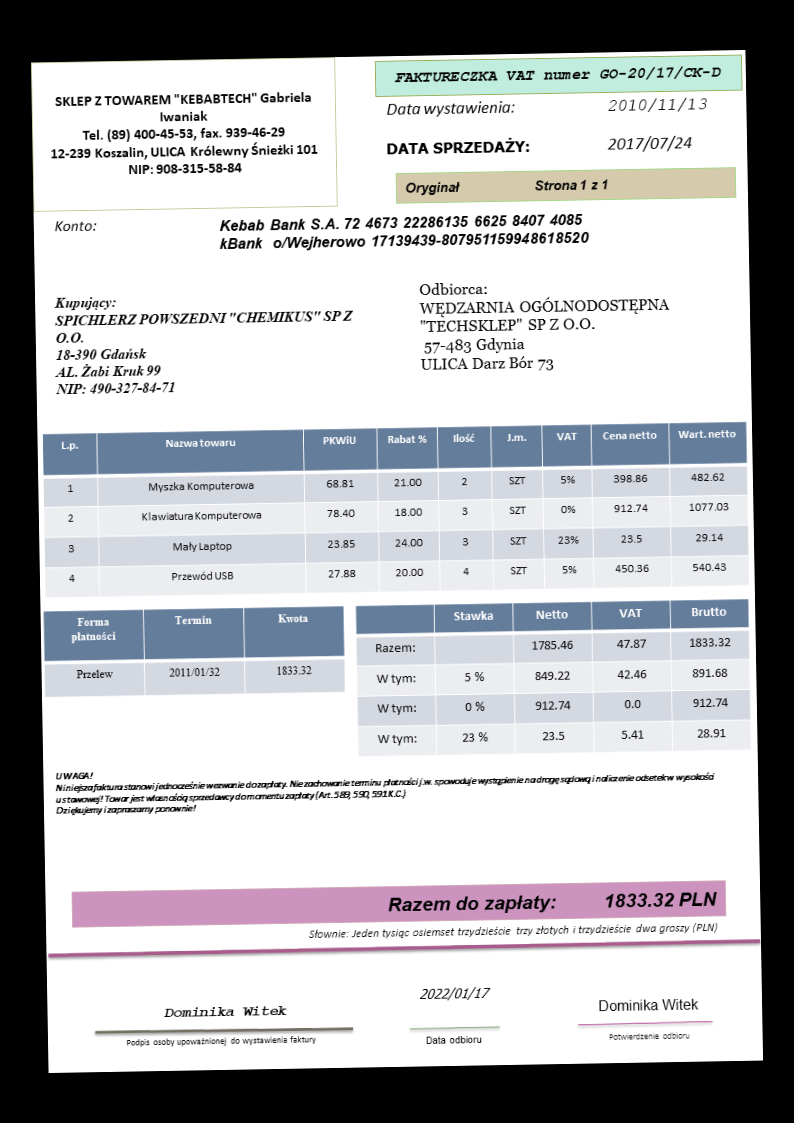 SKLEP Z TOWAREM "KEBABTECH" Gabriela
Iwaniak
Tel. (89) 400-45-53, fax. 939-46-29
12-239 Koszalin, ULICA Królewny Śnieżki 101
NIP: 908-315-58-84
FAKTURECZKA VAT numer GO-20/17/CK-D
Data wystawienia: 2010/11/13
DATA SPRZEDAŻY: 2017/07/24
Oryginał Strona 1 z 1
Konto: Kebab Bank S.A. 72 4673 22286135 6625 8407 4085
kBank o/Wejherowo 17139439-807951159948618520
Kupujący:
SPICHLERZ POWSZEDNI "CHEMIKUS" SP Z
O.O.
18-390 Gdańsk
AL. Żabi Kruk 99
NIP: 490-327-84-71
Odbiorca:
WĘDZARNIA OGÓLNODOSTĘPNA
"TECHSKLEP" SP Z O.O.
57-483 Gdynia
ULICA Darz Bór 73
L.p. Nazwa towaru PKWiU Rabat % Ilość J.m. VAT Cena netto Wart. netto
1 Myszka Komputerowa 68.81 21.00 2 SZT 5% 398.86 482.62
2 Klawiatura Komputerowa 78.40 18.00 3 SZT 0% 912.74 1077.03
3 Mały Laptop 23.85 24.00 3 SZT 23% 23.5 29.14
4 Przewód USB 27.88 20.00 4 SZT 5% 450.36 540.43
Forma płatności Termin Kwota
Przelew 2011/01/32 1833.32
Stawka Netto VAT Brutto
Razem: 1785.46 47.87 1833.32
W tym: 5 % 849.22 42.46 891.68
W tym: 0 % 912.74 0.0 912.74
W tym: 23 % 23.5 5.41 28.91
UWAGA!
Niniejsza faktura stanowi jednocześnie wezwanie do zapłaty. Nie zachowanie terminu płatności j.w. spowoduje wystąpienie na drogę sądową i naliczenie odsetek w wysokości
ustawowej! Towar jest własnością sprzedawcy do momentu zapłaty (Art. 589, 590, 591 K.C.)
Dziękujemy i zapraszamy ponownie!
Razem do zapłaty: 1833.32 PLN
Słownie: Jeden tysiąc osiemset trzydzieście trzy złotych i trzydzieście dwa groszy (PLN)
Dominika Witek
Podpis osoby upoważnionej do wystawienia faktury
2022/01/17
Data odbioru
Dominika Witek
Potwierdzenie odbioru